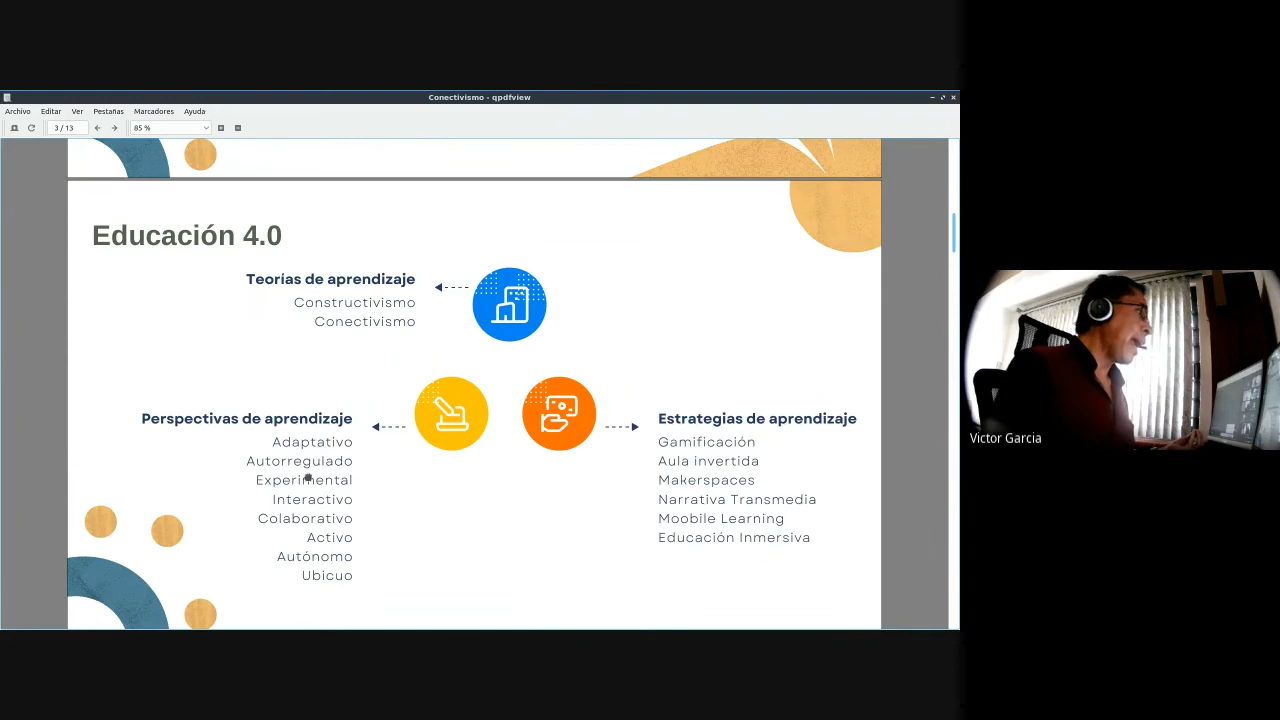 Conectivismo - qpdfview
Archivo Editar Ver Pestañas Marcadores Ayuda
3 / 13 85 %
Educación 4.0
Teorías de aprendizaje
Constructivismo
Conectivismo
Perspectivas de aprendizaje
Adaptativo
Autorregulado
Experimental
Interactivo
Colaborativo
Activo
Autónomo
Ubicuo
Estrategias de aprendizaje
Gamificación
Aula invertida
Makerspaces
Narrativa Transmedia
Moobile Learning
Educación Inmersiva
Victor Garcia